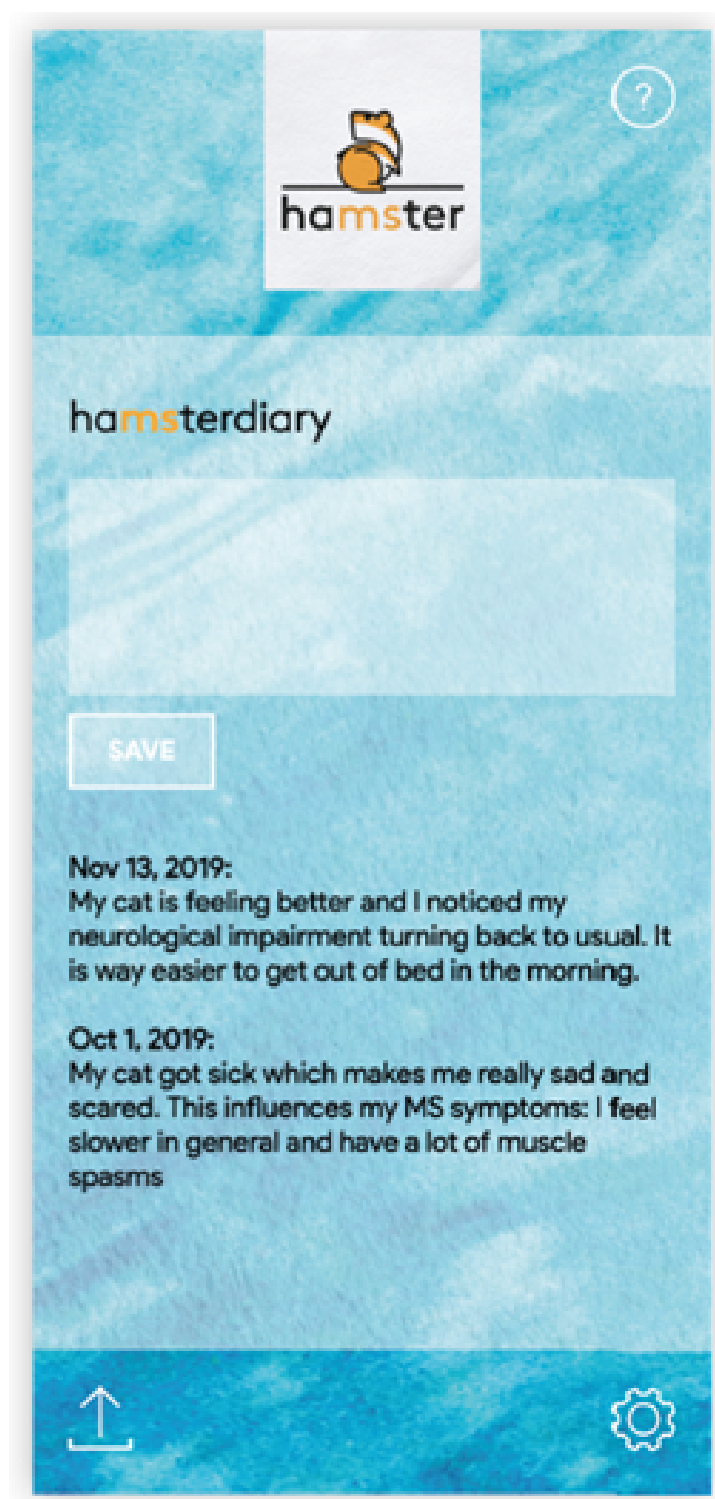 ?
hamster
hamsterdiary
SAVE
Nov 13, 2019:
My cat is feeling better and I noticed my
neurological impairment turning back to usual. It
is way easier to get out of bed in the morning.
Oct 1, 2019:
My cat got sick which makes me really sad and
scared. This influences my MS symptoms: I feel
slower in general and have a lot of muscle
spasms